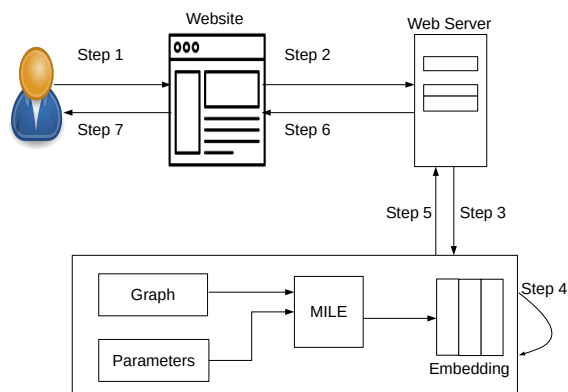 Website
Web Server
Step 1
Step 2
Step 7
Step 6
Step 5
Step 3
Step 4
Graph
MILE
Parameters
Embedding